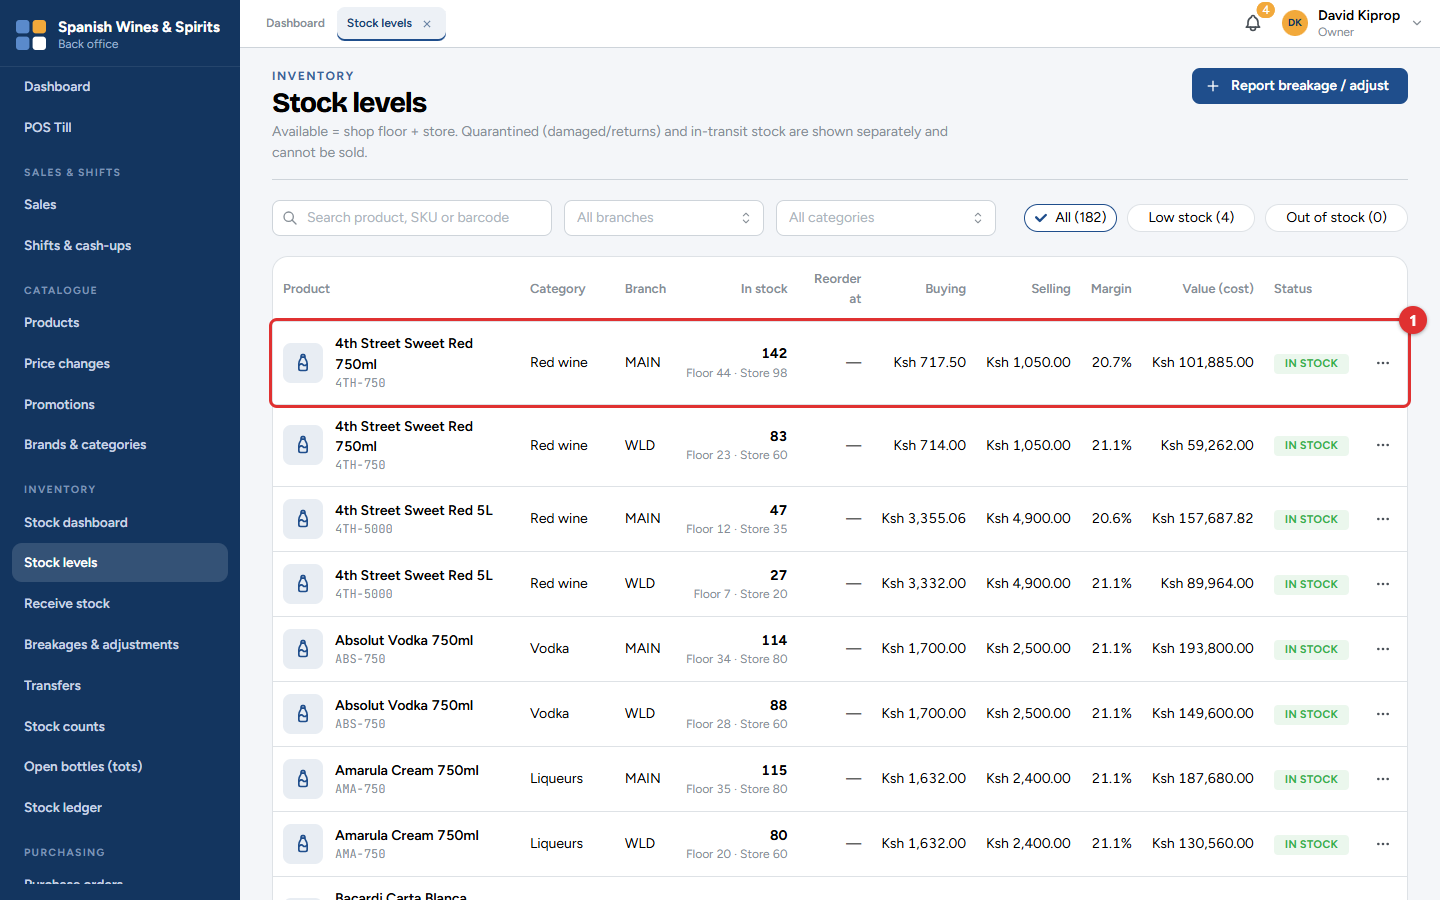 Spanish Wines & Spirits
Back office
Dashboard
POS Till
SALES & SHIFTS
Sales
Shifts & cash-ups
CATALOGUE
Products
Price changes
Promotions
Brands & categories
INVENTORY
Stock dashboard
Stock levels
Receive stock
Breakages & adjustments
Transfers
Stock counts
Open bottles (tots)
Stock ledger
PURCHASING
Purchase orders
Dashboard
Stock levels ×
4
DK
David Kiprop
Owner
INVENTORY
Stock levels
Available = shop floor + store. Quarantined (damaged/returns) and in-transit stock are shown separately and
cannot be sold.
+ Report breakage / adjust
Search product, SKU or barcode
All branches
All categories
All (182)
Low stock (4)
Out of stock (0)
Product Category Branch In stock Reorder at Buying Selling Margin Value (cost) Status
1
4th Street Sweet Red
750ml
4TH-750
Red wine MAIN 142 — Ksh 717.50 Ksh 1,050.00 20.7% Ksh 101,885.00 IN STOCK ···
Floor 44 · Store 98
4th Street Sweet Red
750ml
4TH-750
Red wine WLD 83 — Ksh 714.00 Ksh 1,050.00 21.1% Ksh 59,262.00 IN STOCK ···
Floor 23 · Store 60
4th Street Sweet Red 5L
4TH-5000
Red wine MAIN 47 — Ksh 3,355.06 Ksh 4,900.00 20.6% Ksh 157,687.82 IN STOCK ···
Floor 12 · Store 35
4th Street Sweet Red 5L
4TH-5000
Red wine WLD 27 — Ksh 3,332.00 Ksh 4,900.00 21.1% Ksh 89,964.00 IN STOCK ···
Floor 7 · Store 20
Absolut Vodka 750ml
ABS-750
Vodka MAIN 114 — Ksh 1,700.00 Ksh 2,500.00 21.1% Ksh 193,800.00 IN STOCK ···
Floor 34 · Store 80
Absolut Vodka 750ml
ABS-750
Vodka WLD 88 — Ksh 1,700.00 Ksh 2,500.00 21.1% Ksh 149,600.00 IN STOCK ···
Floor 28 · Store 60
Amarula Cream 750ml
AMA-750
Liqueurs MAIN 115 — Ksh 1,632.00 Ksh 2,400.00 21.1% Ksh 187,680.00 IN STOCK ···
Floor 35 · Store 80
Amarula Cream 750ml
AMA-750
Liqueurs WLD 80 — Ksh 1,632.00 Ksh 2,400.00 21.1% Ksh 130,560.00 IN STOCK ···
Floor 20 · Store 60
Bacardi Carta Blanca